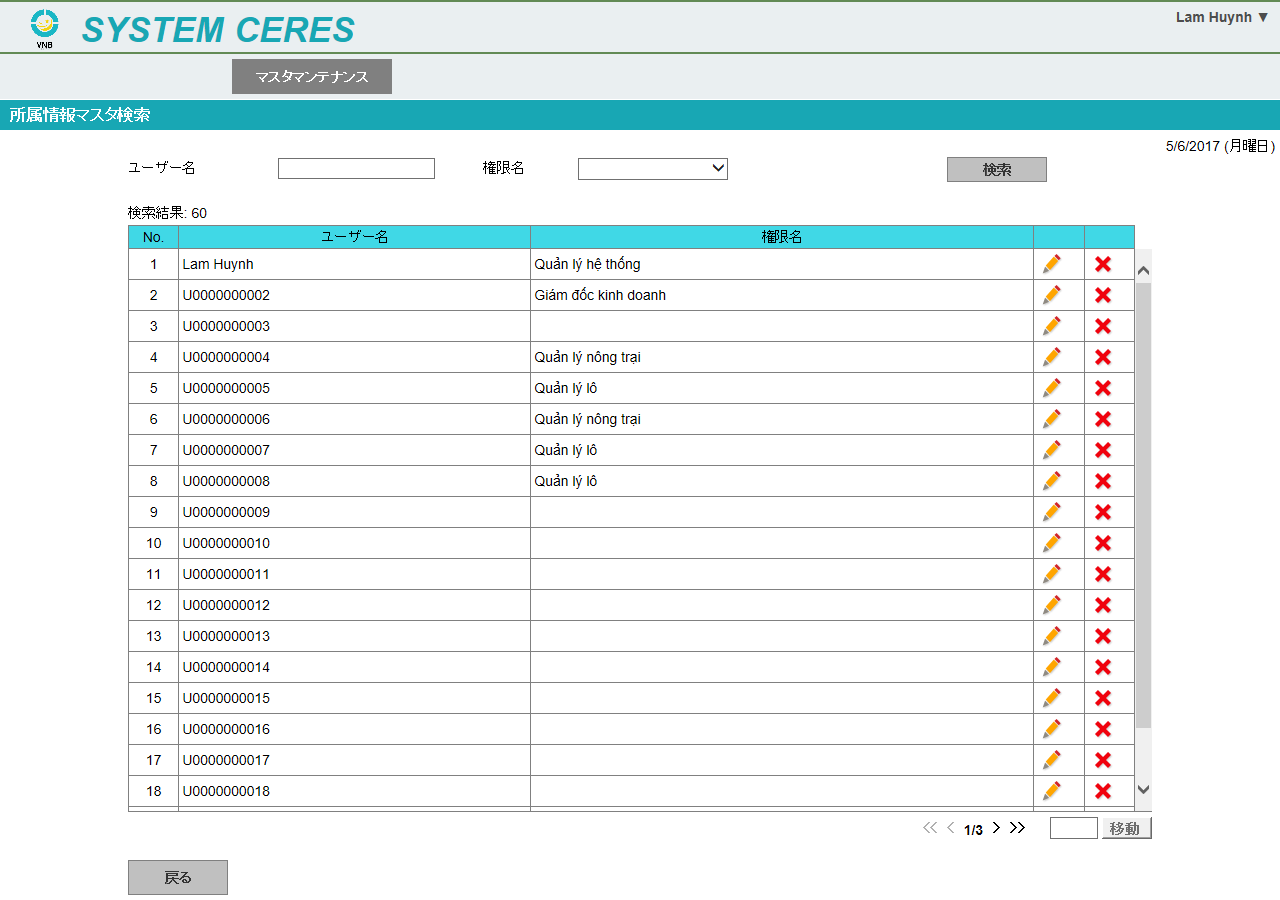 VNB
SYSTEM CERES
Lam Huynh ▼
マスタマンテナンス
所属情報マスタ検索
5/6/2017 (月曜日)
ユーザー名 権限名 検索
検索結果: 60
No. ユーザー名 権限名
1 Lam Huynh Quản lý hệ thống
2 U0000000002 Giám đốc kinh doanh
3 U0000000003
4 U0000000004 Quản lý nông trại
5 U0000000005 Quản lý lô
6 U0000000006 Quản lý nông trại
7 U0000000007 Quản lý lô
8 U0000000008 Quản lý lô
9 U0000000009
10 U0000000010
11 U0000000011
12 U0000000012
13 U0000000013
14 U0000000014
15 U0000000015
16 U0000000016
17 U0000000017
18 U0000000018
1/3 移動
戻る